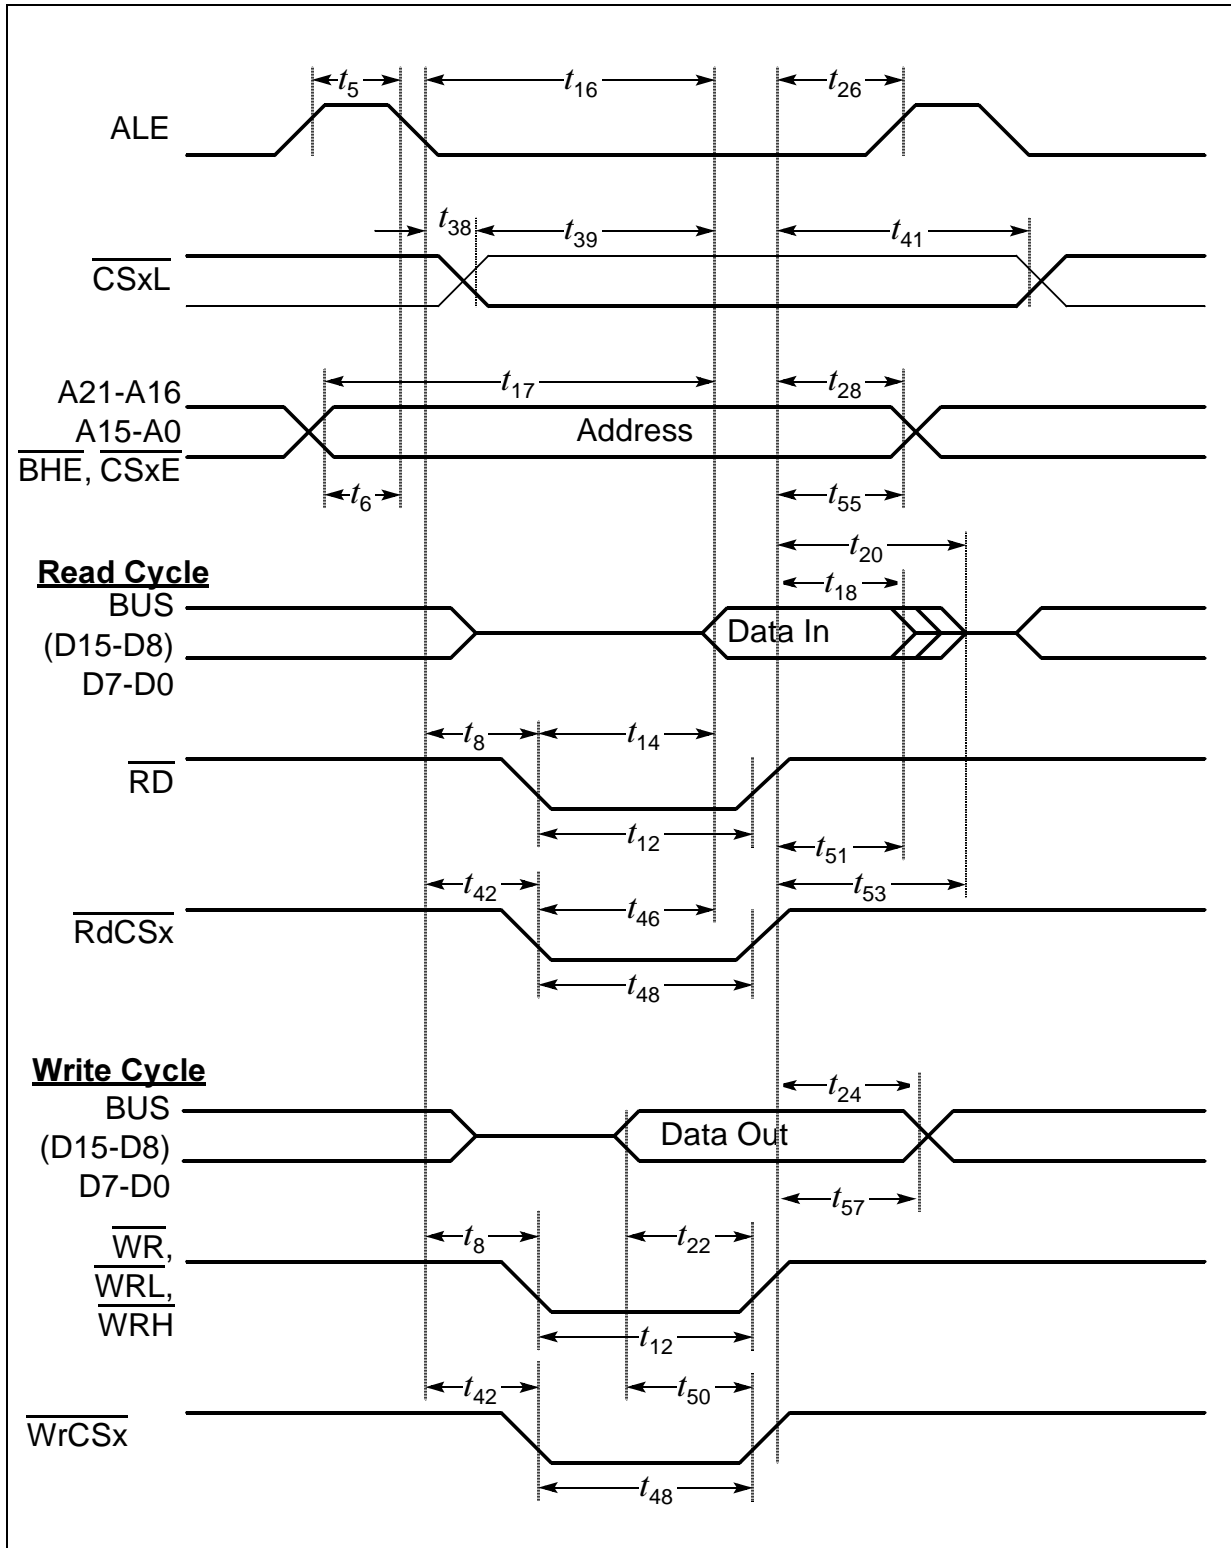 t5 t16 t26
ALE
t38 t39 t41
CSxL
t17 t28
A21-A16
A15-A0
BHE, CSxE
Address
t6 t55
t20
Read Cycle
t18
BUS
(D15-D8)
D7-D0
Data In
t8 t14
RD
t12 t51
t42 t46 t53
RdCSx
t48
Write Cycle
t24
BUS
(D15-D8)
D7-D0
Data Out
t57
t8 t22
WR,
WRL,
WRH
t12
t42 t50
WrCSx
t48